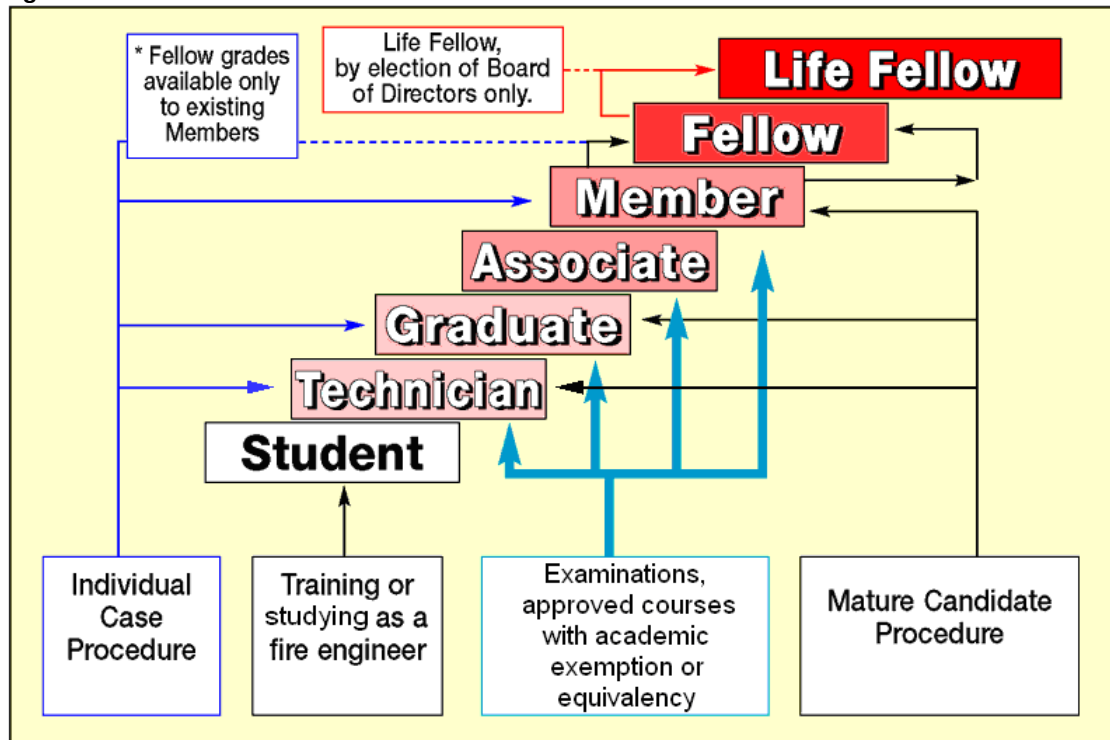 * Fellow grades
available only
to existing
Members
Life Fellow,
by election of Board
of Directors only.
Life Fellow
Fellow
Member
Associate
Graduate
Technician
Student
Individual
Case
Procedure
Training or
studying as a
fire engineer
Examinations,
approved courses
with academic
exemption or
equivalency
Mature Candidate
Procedure